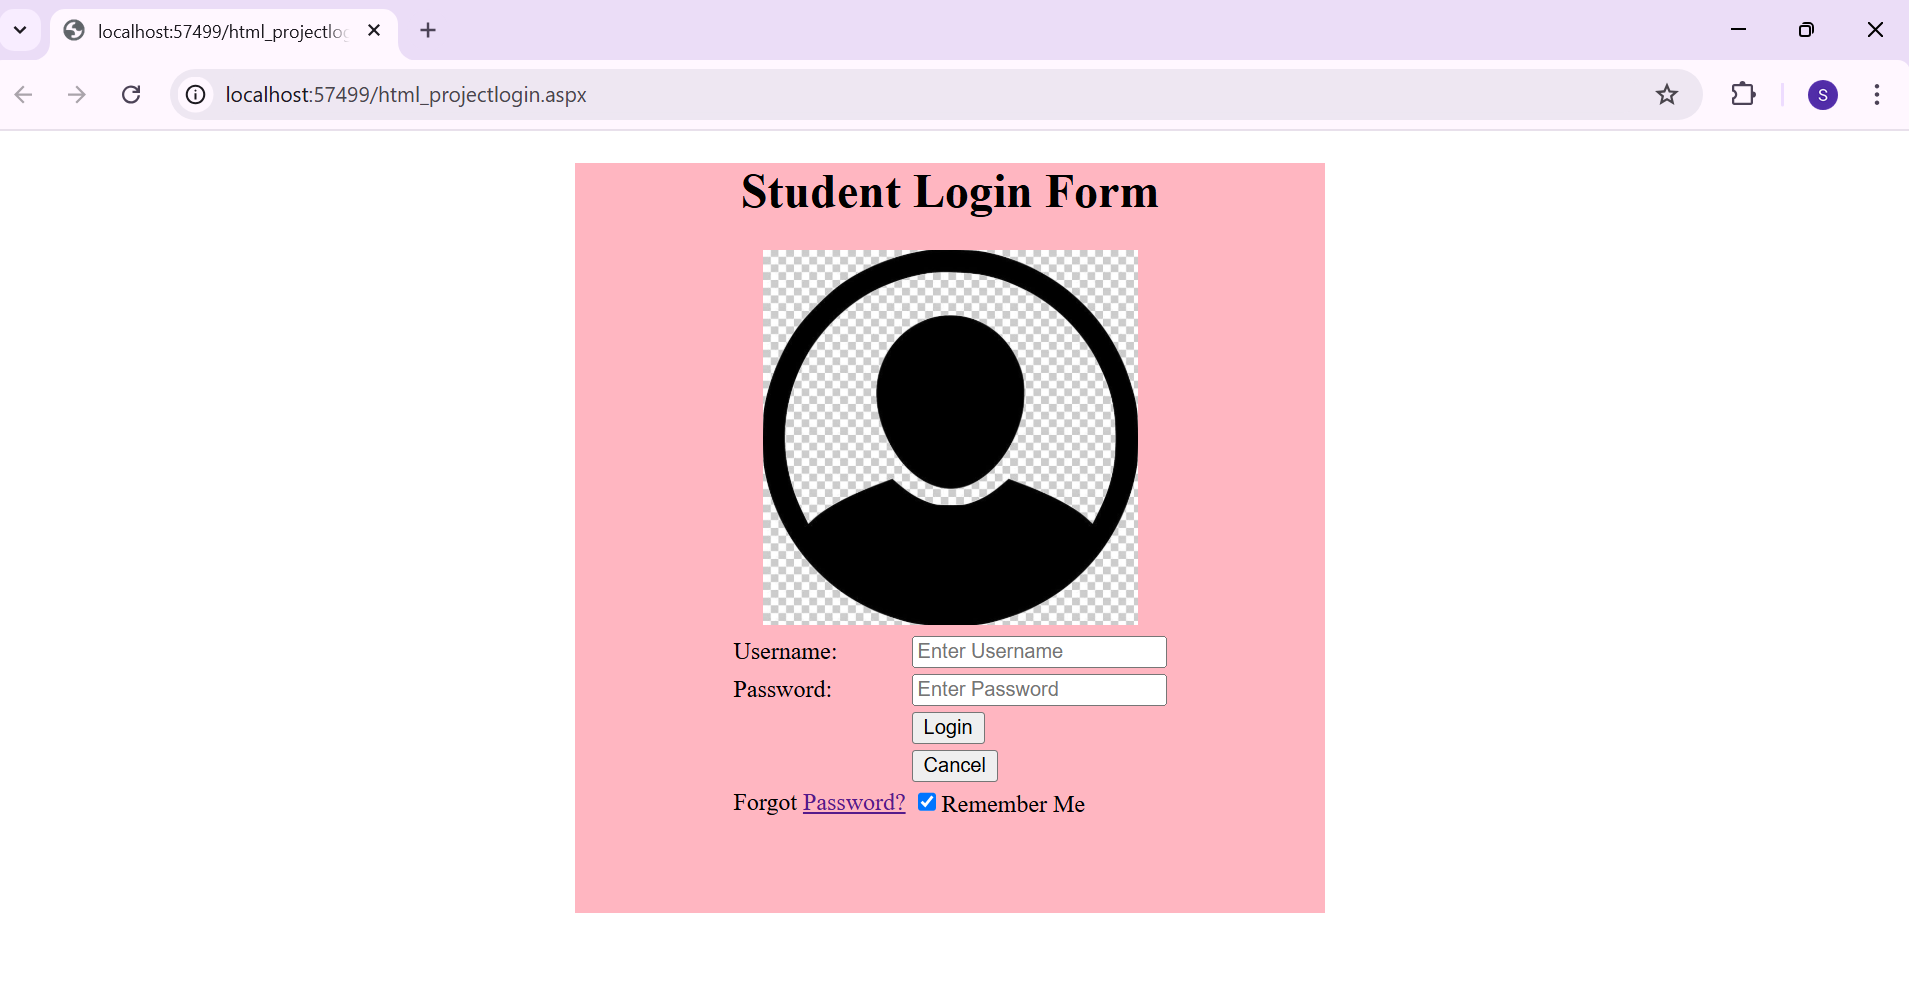 localhost:57499/html_projectlo
localhost:57499/html_projectlogin.aspx
S
Student Login Form
Username: Enter Username
Password: Enter Password
Login
Cancel
Forgot Password? Remember Me